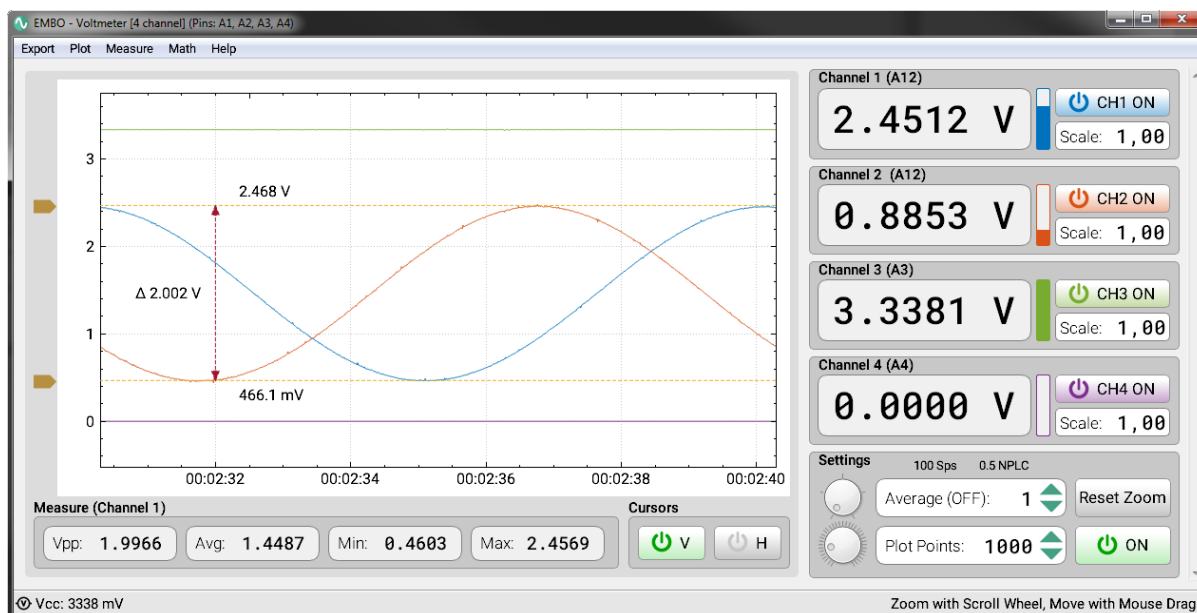 EMBO - Voltmeter [4 channel] (Pins: A1, A2, A3, A4)
Export Plot Measure Math Help
3
2
1
0
2.468 V
Δ 2.002 V
466.1 mV
00:02:32 00:02:34 00:02:36 00:02:38 00:02:40
Measure (Channel 1)
Vpp: 1.9966 Avg: 1.4487 Min: 0.4603 Max: 2.4569
Cursors
V H
Channel 1 (A12)
2.4512 V
CH1 ON
Scale: 1,00
Channel 2 (A12)
0.8853 V
CH2 ON
Scale: 1,00
Channel 3 (A3)
3.3381 V
CH3 ON
Scale: 1,00
Channel 4 (A4)
0.0000 V
CH4 ON
Scale: 1,00
Settings 100 Sps 0.5 NPLC
Average (OFF): 1 Reset Zoom
Plot Points: 1000 ON
Vcc: 3338 mV Zoom with Scroll Wheel, Move with Mouse Drag